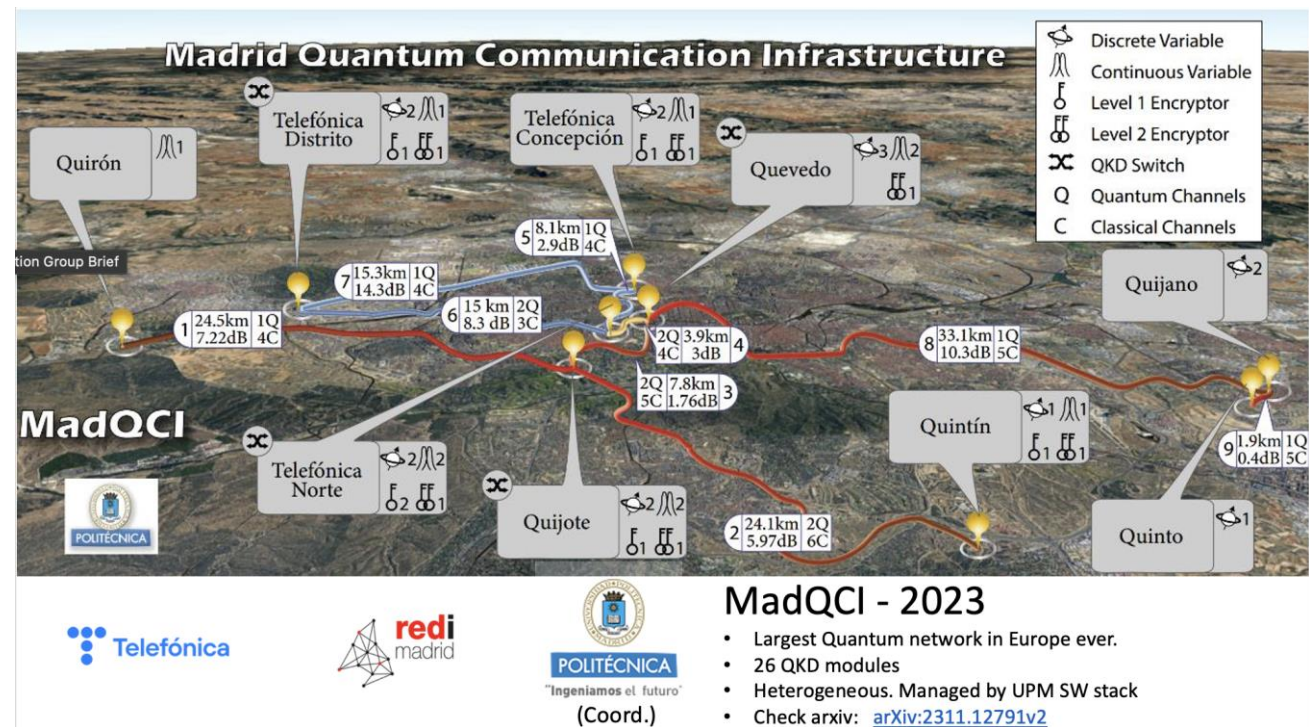 Madrid Quantum Communication Infrastructure
Discrete Variable
Continuous Variable
Level 1 Encryptor
Level 2 Encryptor
QKD Switch
Q Quantum Channels
C Classical Channels
Quirón
1
Telefónica
Distrito
2 1
1 1
Telefónica
Concepción
2 1
1 1
Quevedo
3 2
1
tion Group Brief
5 8.1km 1Q
2.9dB 4C
7 15.3km 1Q
14.3dB 4C
6 15 km 2Q
8.3 dB 3C
1 24.5km 1Q
7.22dB 4C
2Q 3.9km 4
4C 3dB
2Q 7.8km 3
5C 1.76dB
8 33.1km 1Q
10.3dB 5C
Quijano
2
9 1.9km 1Q
0.4dB 5C
MadQCI
POLITÉCNICA
Telefónica
Norte
2 2
2 1
Quijote
2 2
1 1
2 24.1km 2Q
5.97dB 6C
Quintín
1 1
1 1
Quinto
1
Telefónica
redi
madrid
POLITÉCNICA
"Ingeniamos el futuro"
(Coord.)
MadQCI - 2023
• Largest Quantum network in Europe ever.
• 26 QKD modules
• Heterogeneous. Managed by UPM SW stack
• Check arxiv: arXiv:2311.12791v2